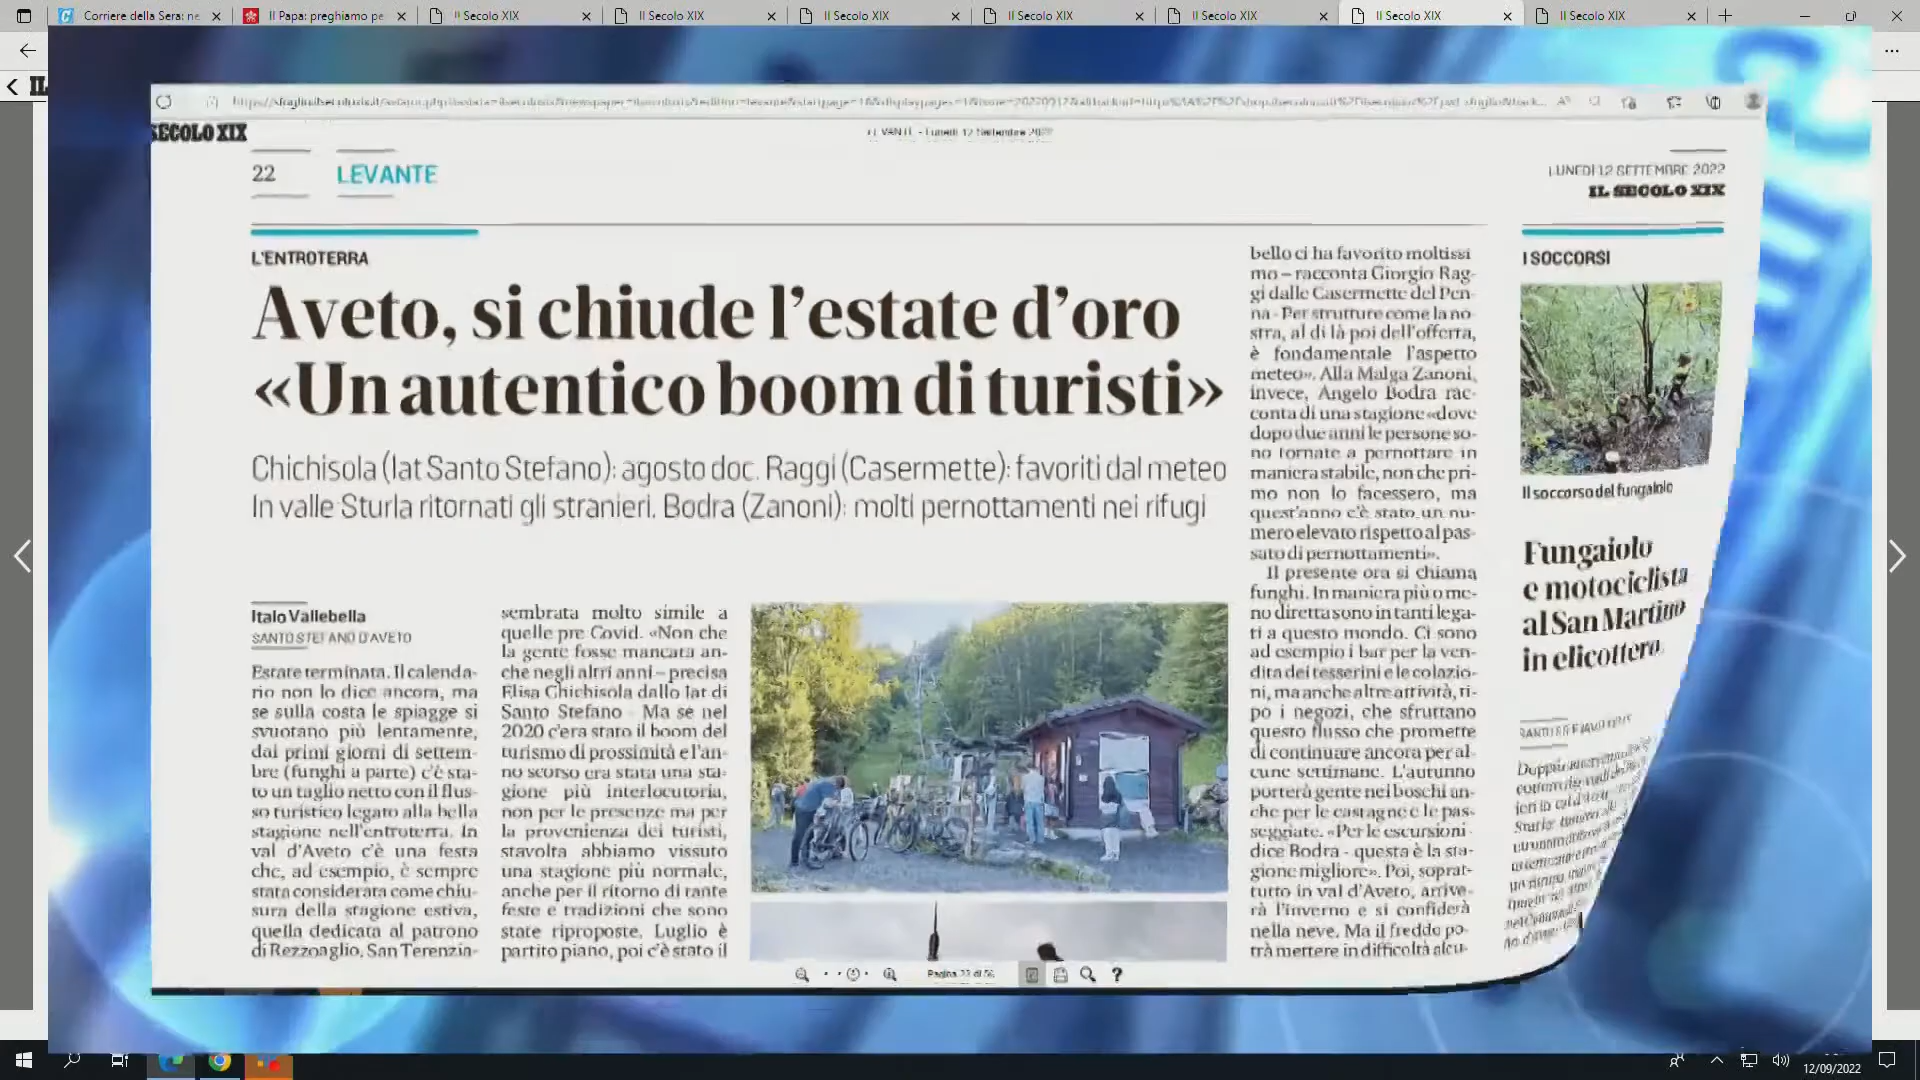 Corriere della Sera: ne
Il Papa: preghiamo pe
Il Secolo XIX
Il Secolo XIX
Il Secolo XIX
Il Secolo XIX
Il Secolo XIX
Il Secolo XIX
Il Secolo XIX
IL
SECOLO XIX
LEVANTE - Lunedì 12 Settembre 2022
22
LEVANTE
LUNEDÌ 12 SETTEMBRE 2022
IL SECOLO XIX
L'ENTROTERRA
Aveto, si chiude l'estate d'oro
«Un autentico boom di turisti»
Chichisola (Iat Santo Stefano): agosto doc. Raggi (Casermette): favoriti dal meteo
In valle Sturla ritornati gli stranieri. Bodra (Zanoni): molti pernottamenti nei rifugi
Italo Vallebella
SANTO STEFANO D'AVETO
Estate terminata. Il calenda-
rio non lo dice ancora, ma
se sulla costa le spiagge si
svuotano più lentamente,
dai primi giorni di settem-
bre (funghi a parte) c'è sta-
to un taglio netto con il flus-
so turistico legato alla bella
stagione nell'entroterra. In
val d'Aveto c'è una festa
che, ad esempio, è sempre
stata considerata come chiu-
sura della stagione estiva,
quella dedicata al patrono
di Rezzoaglio, San Terenzia-
sembrata molto simile a
quelle pre Covid. «Non che
la gente fosse mancata an-
che negli altri anni – precisa
Elisa Chichisola dallo Iat di
Santo Stefano - Ma se nel
2020 c'era stato il boom del
turismo di prossimità e l'an-
no scorso era stata una sta-
gione più interlocutoria,
non per le presenze ma per
la provenienza dei turisti,
stavolta abbiamo vissuto
una stagione più normale,
anche per il ritorno di tante
feste e tradizioni che sono
state riproposte. Luglio è
partito piano, poi c'è stato il
bello ci ha favorito moltissi
mo – racconta Giorgio Rag-
gi dalle Casermette del Pen-
na - Per strutture come la no-
stra, al di là poi dell'offerta,
è fondamentale l'aspetto
meteo». Alla Malga Zanoni,
invece, Angelo Bodra rac-
conta di una stagione «dove
dopo due anni le persone so-
no tornate a pernottare in
maniera stabile, non che pri-
mo non lo facessero, ma
quest'anno c'è stato un nu-
mero elevato rispetto al pas-
sato di pernottamenti».
Il presente ora si chiama
funghi. In maniera più o me-
no diretta sono in tanti lega-
ti a questo mondo. Ci sono
ad esempio i bar per la ven-
dita dei tesserini e le colazio-
ni, ma anche altre attività, ti-
po i negozi, che sfruttano
questo flusso che promette
di continuare ancora per al-
cune settimane. L'autunno
porterà gente nei boschi an-
che per le castagne e le pas-
seggiate. «Per le escursioni -
dice Bodra - questa è la sta-
gione migliore». Poi, soprat-
tutto in val d'Aveto, arrive-
rà l'inverno e si confiderà
nella neve. Ma il freddo po-
trà mettere in difficoltà alcu-
I SOCCORSI
Il soccorso del fungaiolo
Fungaiolo
e motociclista
al San Martino
in elicottero
Pagina 22 di 56
12/09/2022